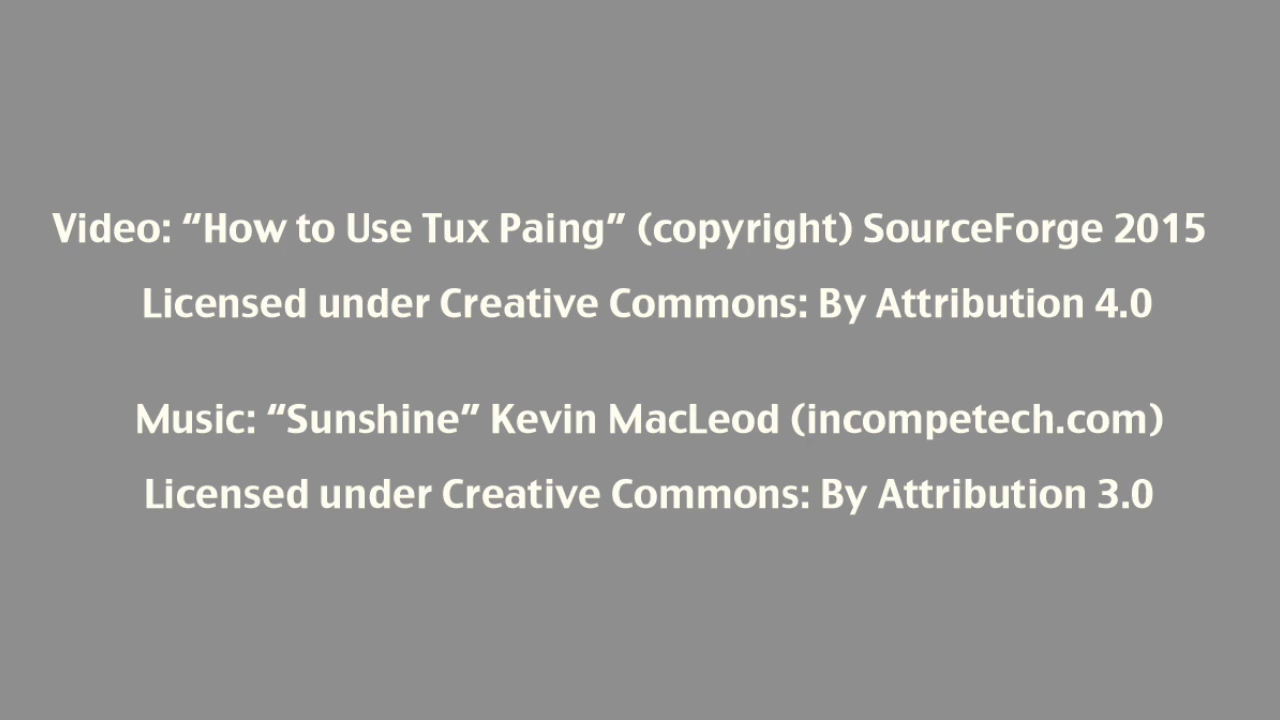 Video: “How to Use Tux Paing” (copyright) SourceForge 2015
Licensed under Creative Commons: By Attribution 4.0
Music: “Sunshine” Kevin MacLeod (incompetech.com)
Licensed under Creative Commons: By Attribution 3.0